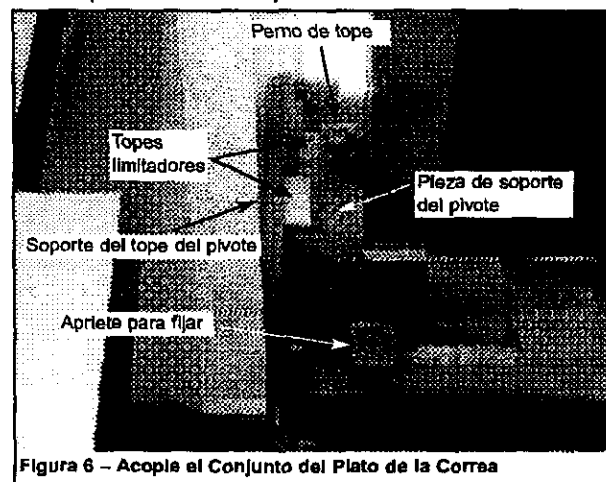 Perno de tope
Topes
limitadores
Pieza de soporte
del pivote
Soporte del tope del pivote
Apriete para fijar
Figura 6 – Acople el Conjunto del Plato de la Correa